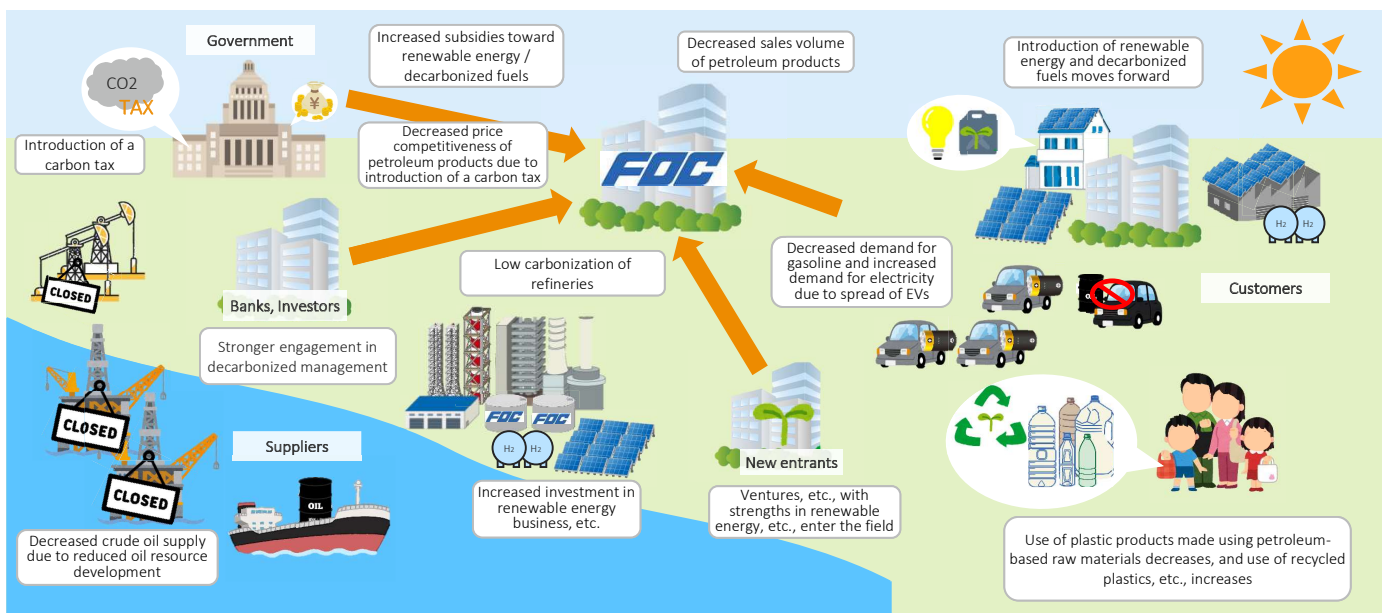 Government
CO2
TAX
¥
Introduction of a
carbon tax
Increased subsidies toward
renewable energy /
decarbonized fuels
Decreased price
competitiveness of
petroleum products due to
introduction of a carbon tax
Decreased sales volume
of petroleum products
FOC
Introduction of renewable
energy and decarbonized
fuels moves forward
H2
H2
CLOSED
Banks, Investors
Stronger engagement in
decarbonized management
Low carbonization of
refineries
Decreased demand for
gasoline and increased
demand for electricity
due to spread of EVs
Customers
FOC
FOC
H2
H2
Increased investment in
renewable energy
business, etc.
New entrants
Ventures, etc., with
strengths in renewable
energy, etc., enter the field
CLOSED
CLOSED
Suppliers
OIL
Decreased crude oil supply
due to reduced oil resource
development
Use of plastic products made using petroleum-
based raw materials decreases, and use of recycled
plastics, etc., increases